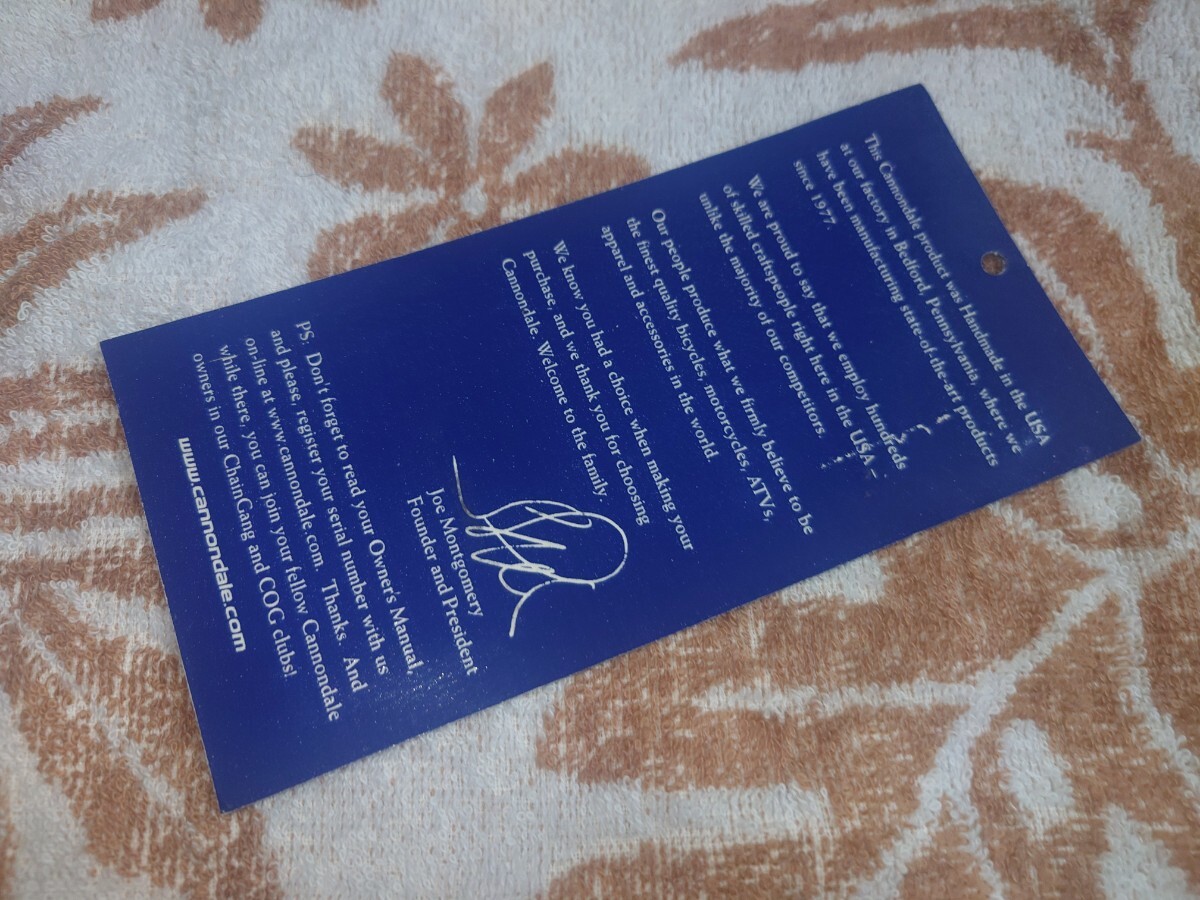 This Cannondale product was Handmade in the USA
at our factory in Bedford, Pennsylvania, where we
have been manufacturing state-of-the-art products
since 1977.
We are proud to say that we employ hundreds
of skilled craftspeople right here in the USA –
unlike the majority of our competitors.
Our people produce what we firmly believe to be
the finest quality bicycles, motorcycles, ATVs,
apparel and accessories in the world.
We know you had a choice when making your
purchase, and we thank you for choosing
Cannondale. Welcome to the family.
Joe Montgomery
Founder and President
PS. Don't forget to read your Owner's Manual,
and please, register your serial number with us
on-line at www.cannondale.com. Thanks. And
while there, you can join your fellow Cannondale
owners in our ChainGang and COG clubs!
www.cannondale.com